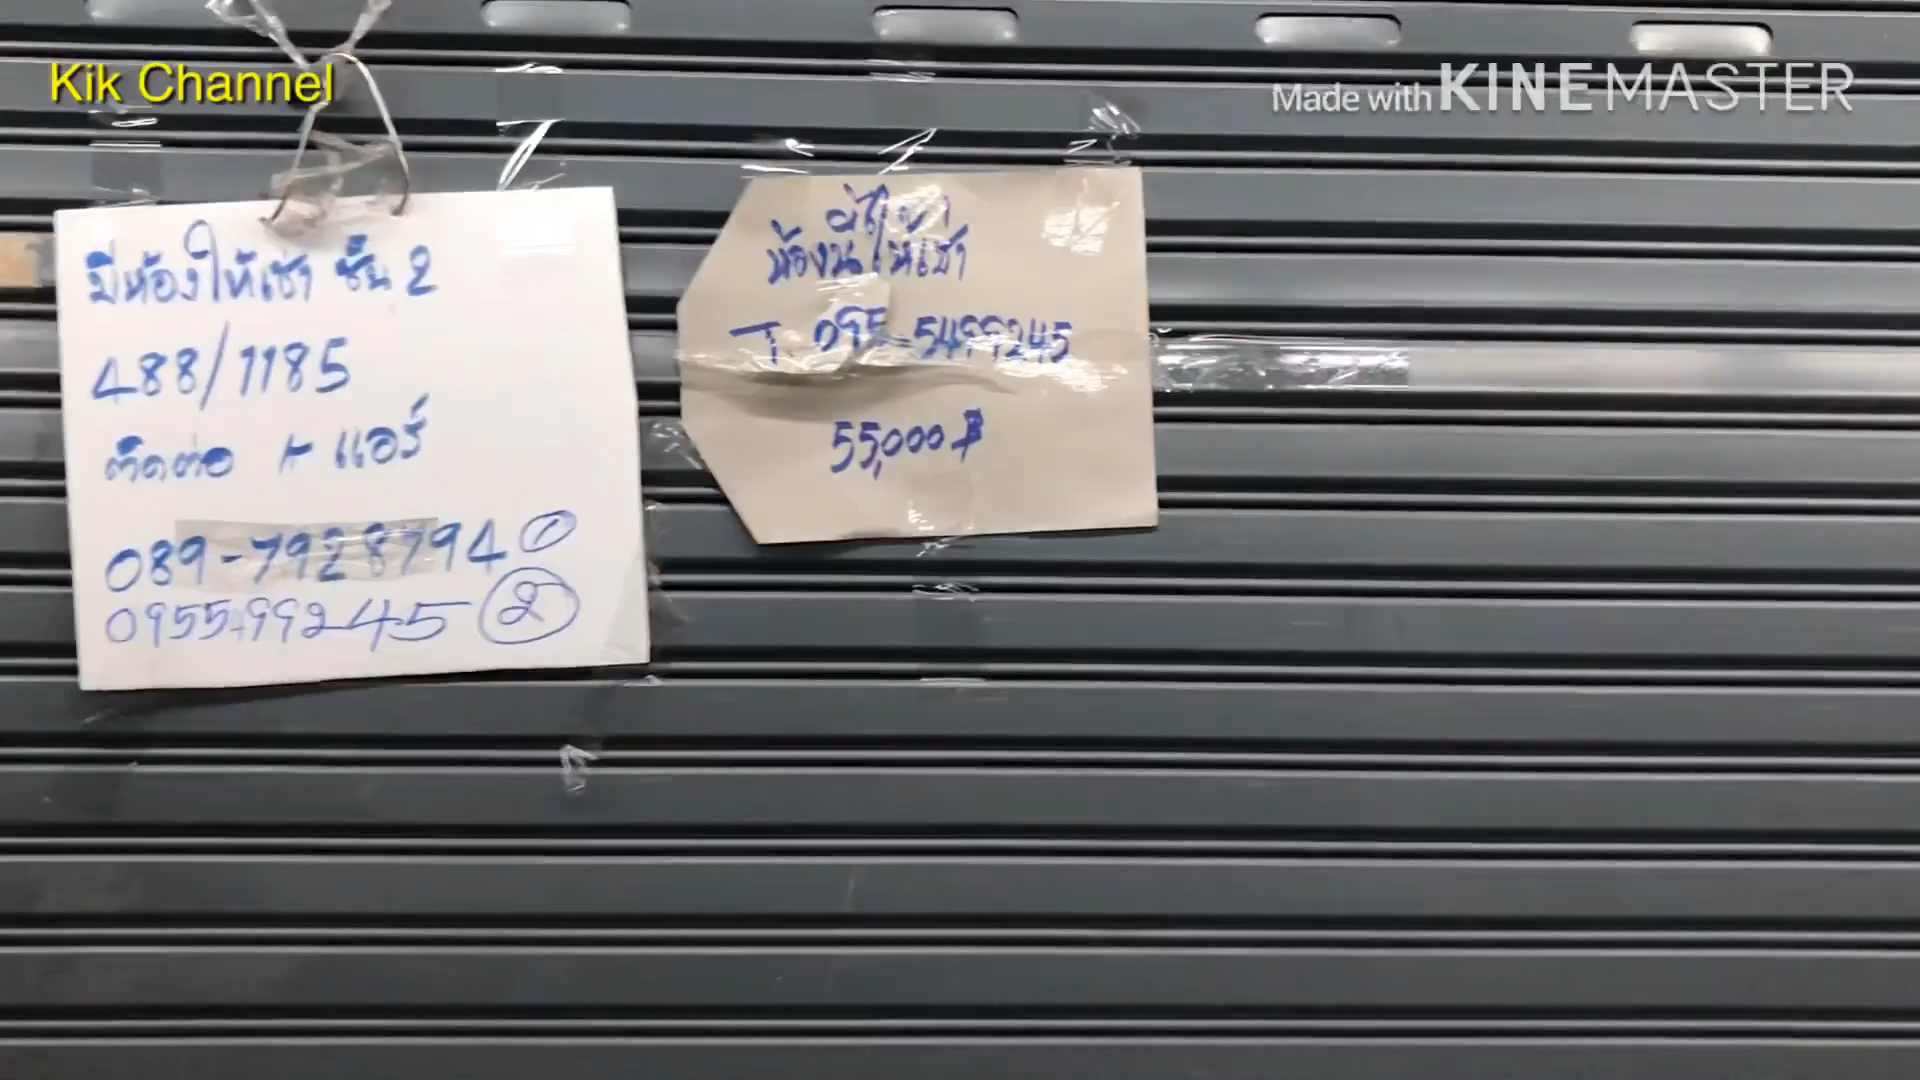 Kik Channel
Made with KINEMASTER
มีห้องให้เช่า ชั้น 2
488/1185
ติดต่อ แอร์
089-7928794 1
095599245 2
ห้องนี้ให้เช่า
T. 095-5499245
55,000 ฿